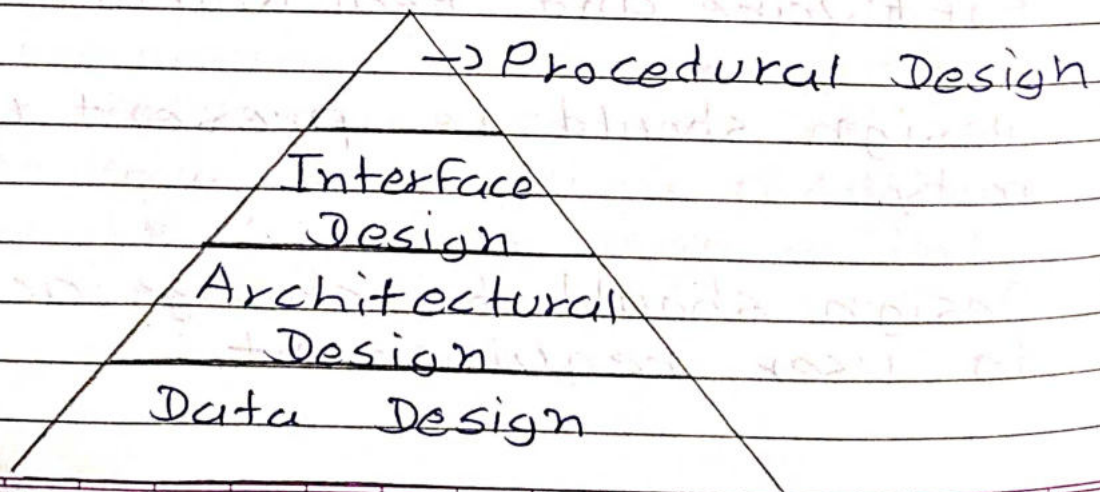 → Procedural Design
Interface
Design
Architectural
Design
Data Design